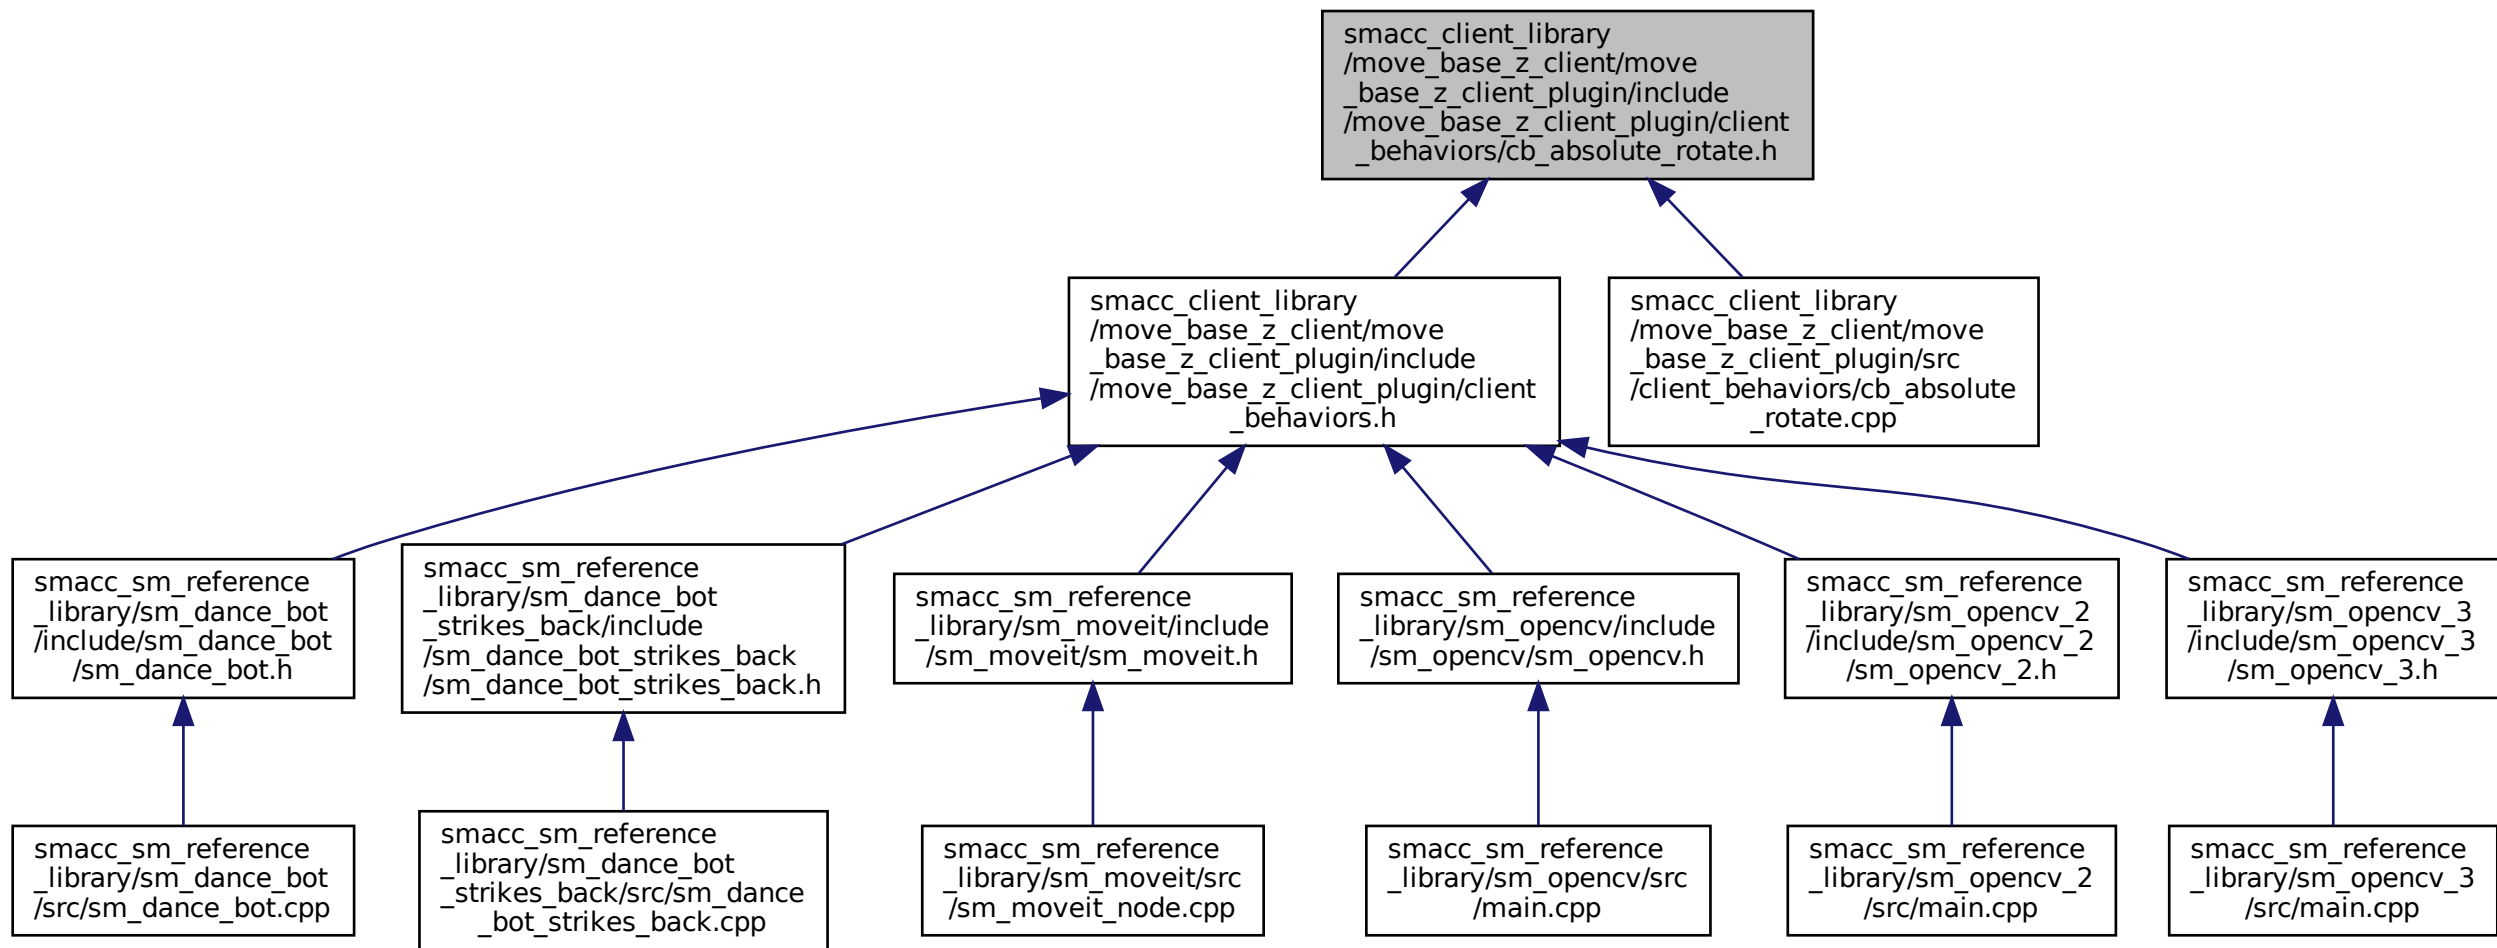 smacc_client_library
/move_base_z_client/move
_base_z_client_plugin/include
/move_base_z_client_plugin/client
_behaviors/cb_absolute_rotate.h
smacc_client_library
/move_base_z_client/move
_base_z_client_plugin/include
/move_base_z_client_plugin/client
_behaviors.h
smacc_client_library
/move_base_z_client/move
_base_z_client_plugin/src
/client_behaviors/cb_absolute
_rotate.cpp
smacc_sm_reference
_library/sm_dance_bot
/include/sm_dance_bot
/sm_dance_bot.h
smacc_sm_reference
_library/sm_dance_bot
_strikes_back/include
/sm_dance_bot_strikes_back
/sm_dance_bot_strikes_back.h
smacc_sm_reference
_library/sm_moveit/include
/sm_moveit/sm_moveit.h
smacc_sm_reference
_library/sm_opencv/include
/sm_opencv/sm_opencv.h
smacc_sm_reference
_library/sm_opencv_2
/include/sm_opencv_2
/sm_opencv_2.h
smacc_sm_reference
_library/sm_opencv_3
/include/sm_opencv_3
/sm_opencv_3.h
smacc_sm_reference
_library/sm_dance_bot
/src/sm_dance_bot.cpp
smacc_sm_reference
_library/sm_dance_bot
_strikes_back/src/sm_dance
_bot_strikes_back.cpp
smacc_sm_reference
_library/sm_moveit/src
/sm_moveit_node.cpp
smacc_sm_reference
_library/sm_opencv/src
/main.cpp
smacc_sm_reference
_library/sm_opencv_2
/src/main.cpp
smacc_sm_reference
_library/sm_opencv_3
/src/main.cpp